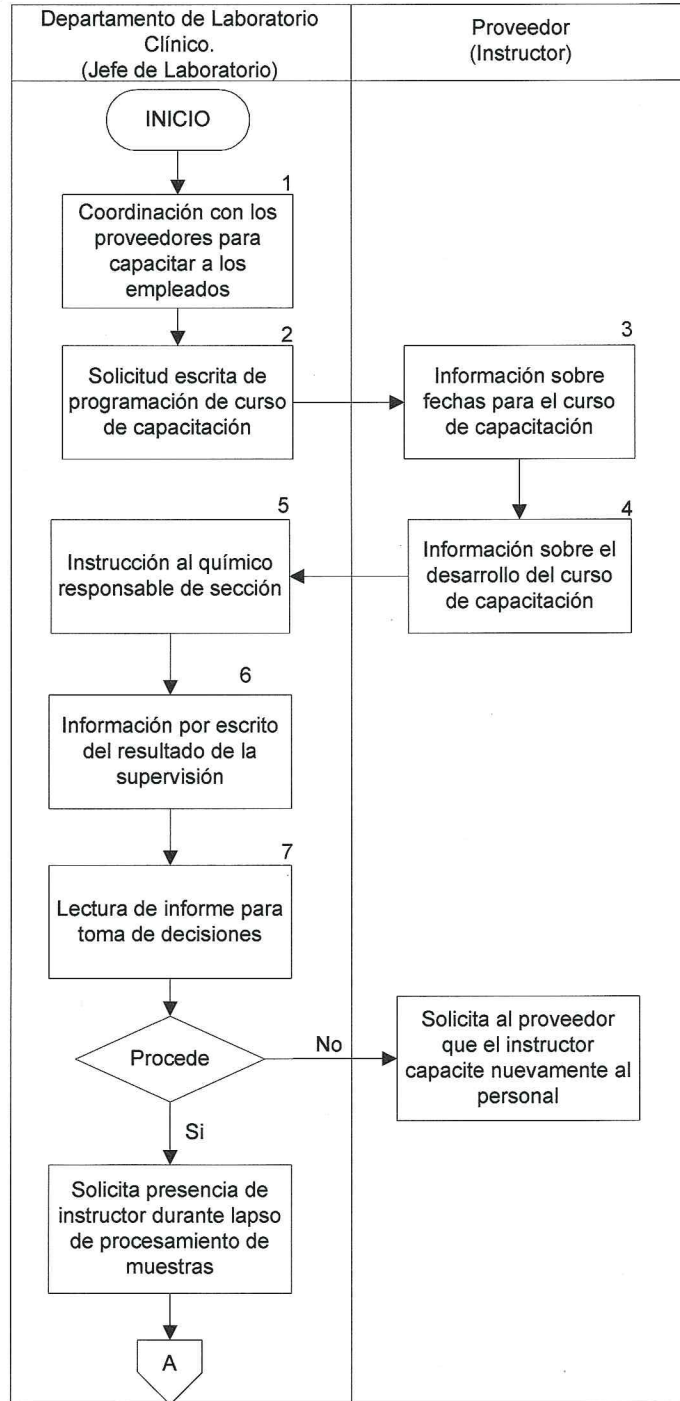 Departamento de Laboratorio
Clínico.
(Jefe de Laboratorio)
Proveedor
(Instructor)
INICIO
1
Coordinación con los
proveedores para
capacitar a los
empleados
2
Solicitud escrita de
programación de curso
de capacitación
3
Información sobre
fechas para el curso
de capacitación
4
Información sobre el
desarrollo del curso
de capacitación
5
Instrucción al químico
responsable de sección
6
Información por escrito
del resultado de la
supervisión
7
Lectura de informe para
toma de decisiones
Procede
No
Solicita al proveedor
que el instructor
capacite nuevamente al
personal
Si
Solicita presencia de
instructor durante lapso
de procesamiento de
muestras
A